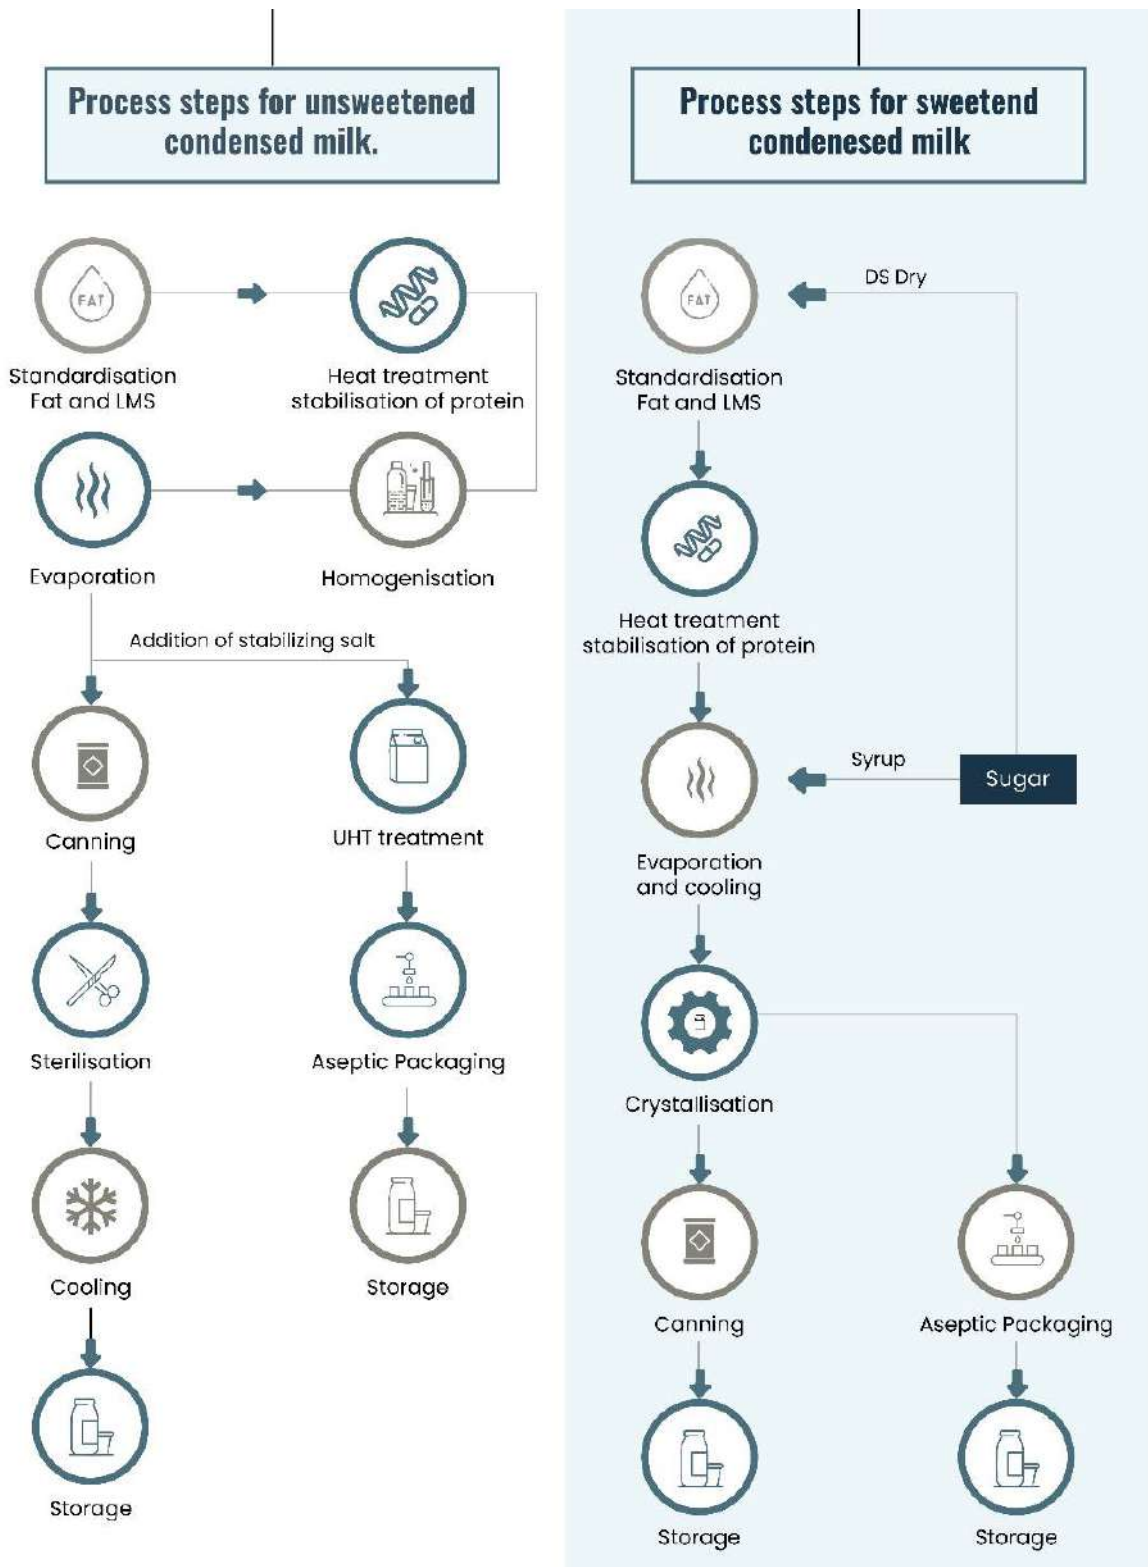 Process steps for unsweetened
condensed milk.
FAT
Standardisation
Fat and LMS
Heat treatment
stabilisation of protein
Evaporation
Homogenisation
Addition of stabilizing salt
Canning
UHT treatment
Sterilisation
Aseptic Packaging
Cooling
Storage
Storage
Process steps for sweetend
condenesed milk
DS Dry
FAT
Standardisation
Fat and LMS
Heat treatment
stabilisation of protein
Syrup
Sugar
Evaporation
and cooling
Crystallisation
Canning
Aseptic Packaging
Storage
Storage